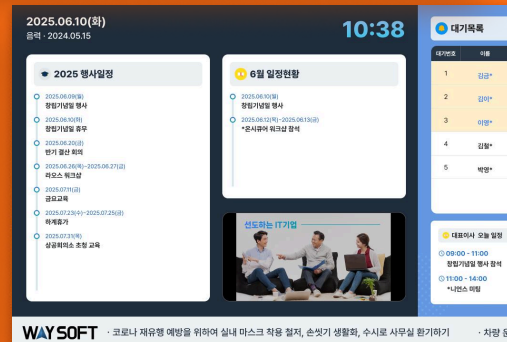 2025.06.10(화)
음력 · 2024.05.15
10:38
2025 행사일정
2025.06.09(월)
창립기념일 행사
2025.06.10(화)
창립기념일 휴무
2025.06.20(금)
반기 결산 회의
2025.06.26(목)~2025.06.27(금)
라오스 워크샵
2025.07.11(금)
금요교육
2025.07.23(수)~2025.07.25(금)
하계휴가
2025.07.31(목)
상공회의소 초청 교육
6월 일정현황
2025.06.10(화)
창립기념일 행사
2025.06.12(목)~2025.06.13(금)
*온시큐어 워크샵 참석
선도하는 IT기업
대기목록
대기번호 이름
1 김금*
2 김이*
3 이영*
4 김철*
5 박영*
대표이사 오늘 일정
09:00 - 11:00
창립기념일 행사 참석
11:00 - 14:00
*니언스 미팅
WAYSOFT · 코로나 재유행 예방을 위하여 실내 마스크 착용 철저, 손씻기 생활화, 수시로 사무실 환기하기 · 차량